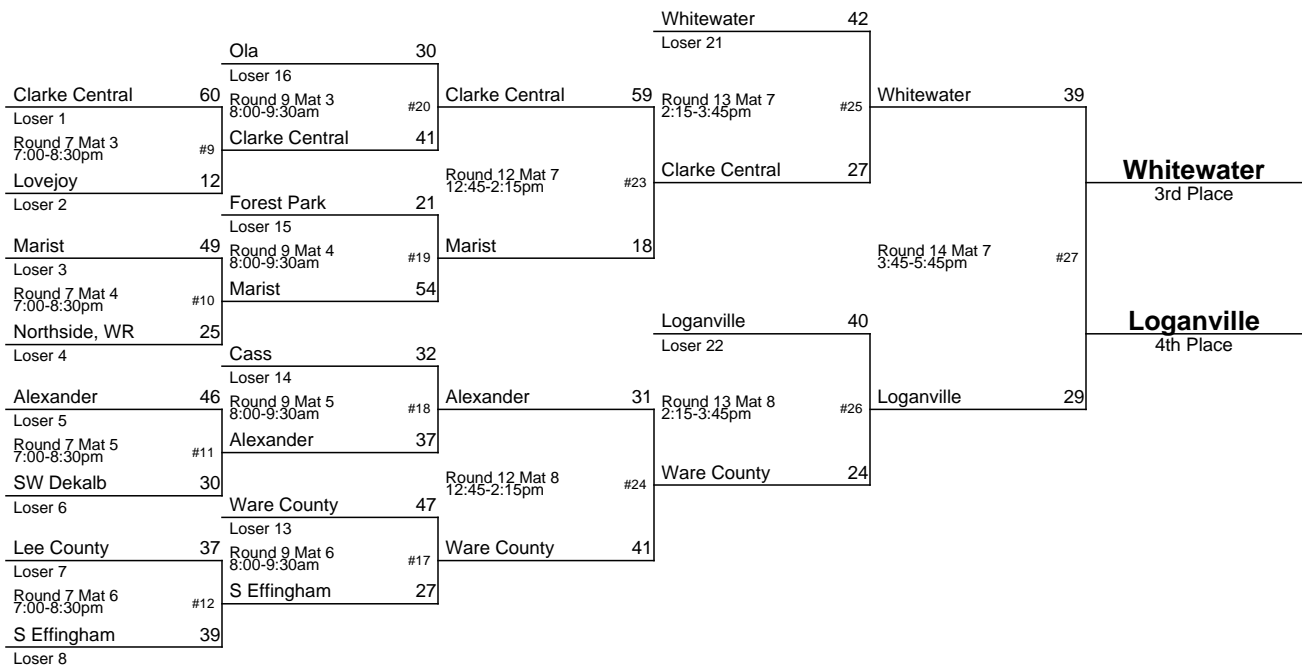 Clarke Central 60
Loser 1
Round 7 Mat 3
7:00-8:30pm
#9
Lovejoy 12
Loser 2
Marist 49
Loser 3
Round 7 Mat 4
7:00-8:30pm
#10
Northside, WR 25
Loser 4
Alexander 46
Loser 5
Round 7 Mat 5
7:00-8:30pm
#11
SW Dekalb 30
Loser 6
Lee County 37
Loser 7
Round 7 Mat 6
7:00-8:30pm
#12
S Effingham 39
Loser 8
Ola 30
Loser 16
Round 9 Mat 3
8:00-9:30am
#20
Clarke Central 41
Forest Park 21
Loser 15
Round 9 Mat 4
8:00-9:30am
#19
Marist 54
Cass 32
Loser 14
Round 9 Mat 5
8:00-9:30am
#18
Alexander 37
Ware County 47
Loser 13
Round 9 Mat 6
8:00-9:30am
#17
S Effingham 27
Clarke Central 59
Round 12 Mat 7
12:45-2:15pm
#23
Marist 18
Alexander 31
Round 12 Mat 8
12:45-2:15pm
#24
Ware County 41
Whitewater 42
Loser 21
Round 13 Mat 7
2:15-3:45pm
#25
Clarke Central 27
Loganville 40
Loser 22
Round 13 Mat 8
2:15-3:45pm
#26
Ware County 24
Whitewater 39
Round 14 Mat 7
3:45-5:45pm
#27
Loganville 29
Whitewater
3rd Place
Loganville
4th Place